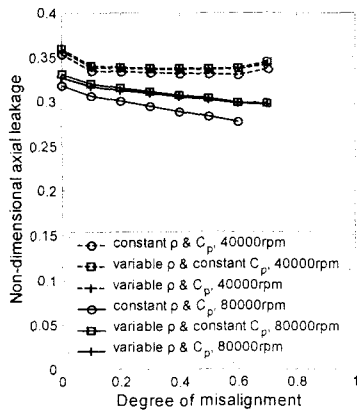 0.4
0.35
0.3
0.25
0.2
0.15
0.1
0.05
0
Non-dimensional axial leakage
constant ρ & Cp, 40000rpm
variable ρ & constant Cp, 40000rpm
variable ρ & Cp, 40000rpm
constant ρ & Cp, 80000rpm
variable ρ & constant Cp, 80000rpm
variable ρ & Cp, 80000rpm
0 0.2 0.4 0.6 0.8 1
Degree of misalignment